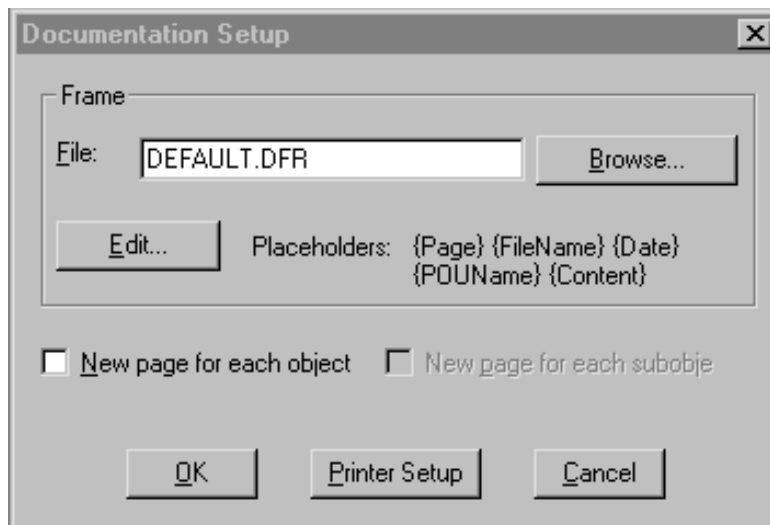 Documentation Setup
Frame
File: DEFAULT.DFR Browse...
Edit... Placeholders: {Page} {FileName} {Date}
{POUName} {Content}
New page for each object New page for each subobje
OK Printer Setup Cancel